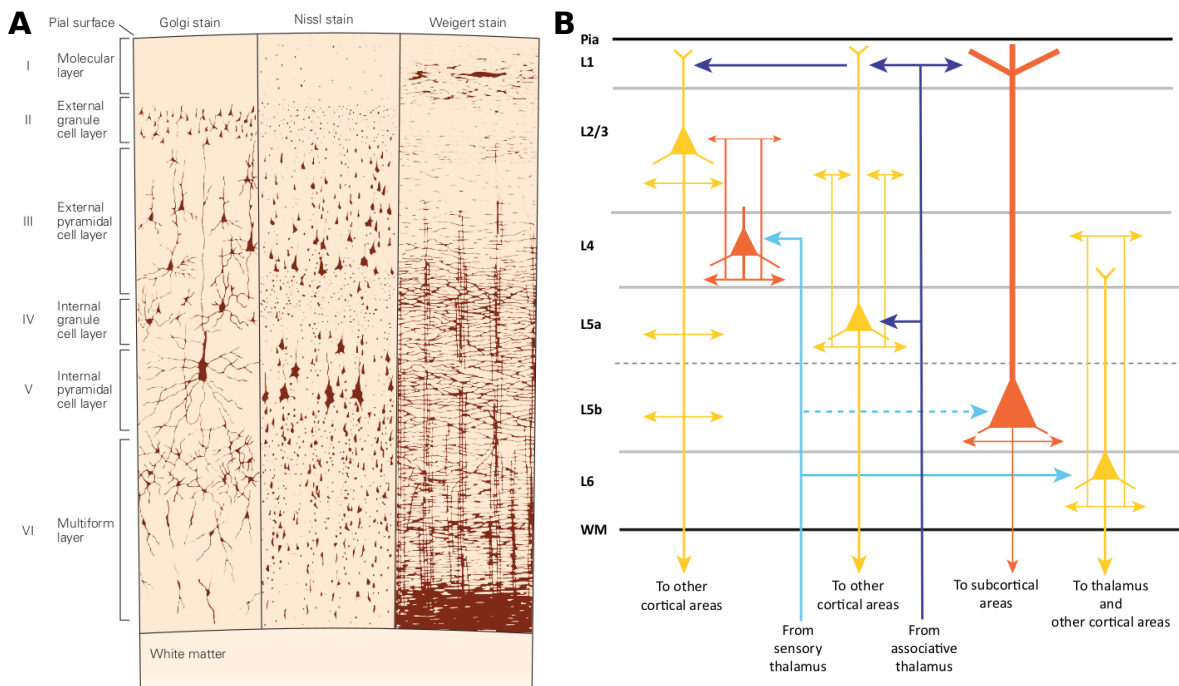 A
Pial surface
Golgi stain
Nissl stain
Weigert stain
I
Molecular
layer
II
External
granule
cell layer
III
External
pyramidal
cell layer
IV
Internal
granule
cell layer
V
Internal
pyramidal
cell layer
VI
Multiform
layer
White matter
B
Pia
L1
L2/3
L4
L5a
L5b
L6
WM
To other
cortical areas
To other
cortical areas
To subcortical
areas
To thalamus
and
other cortical areas
From
sensory
thalamus
From
associative
thalamus